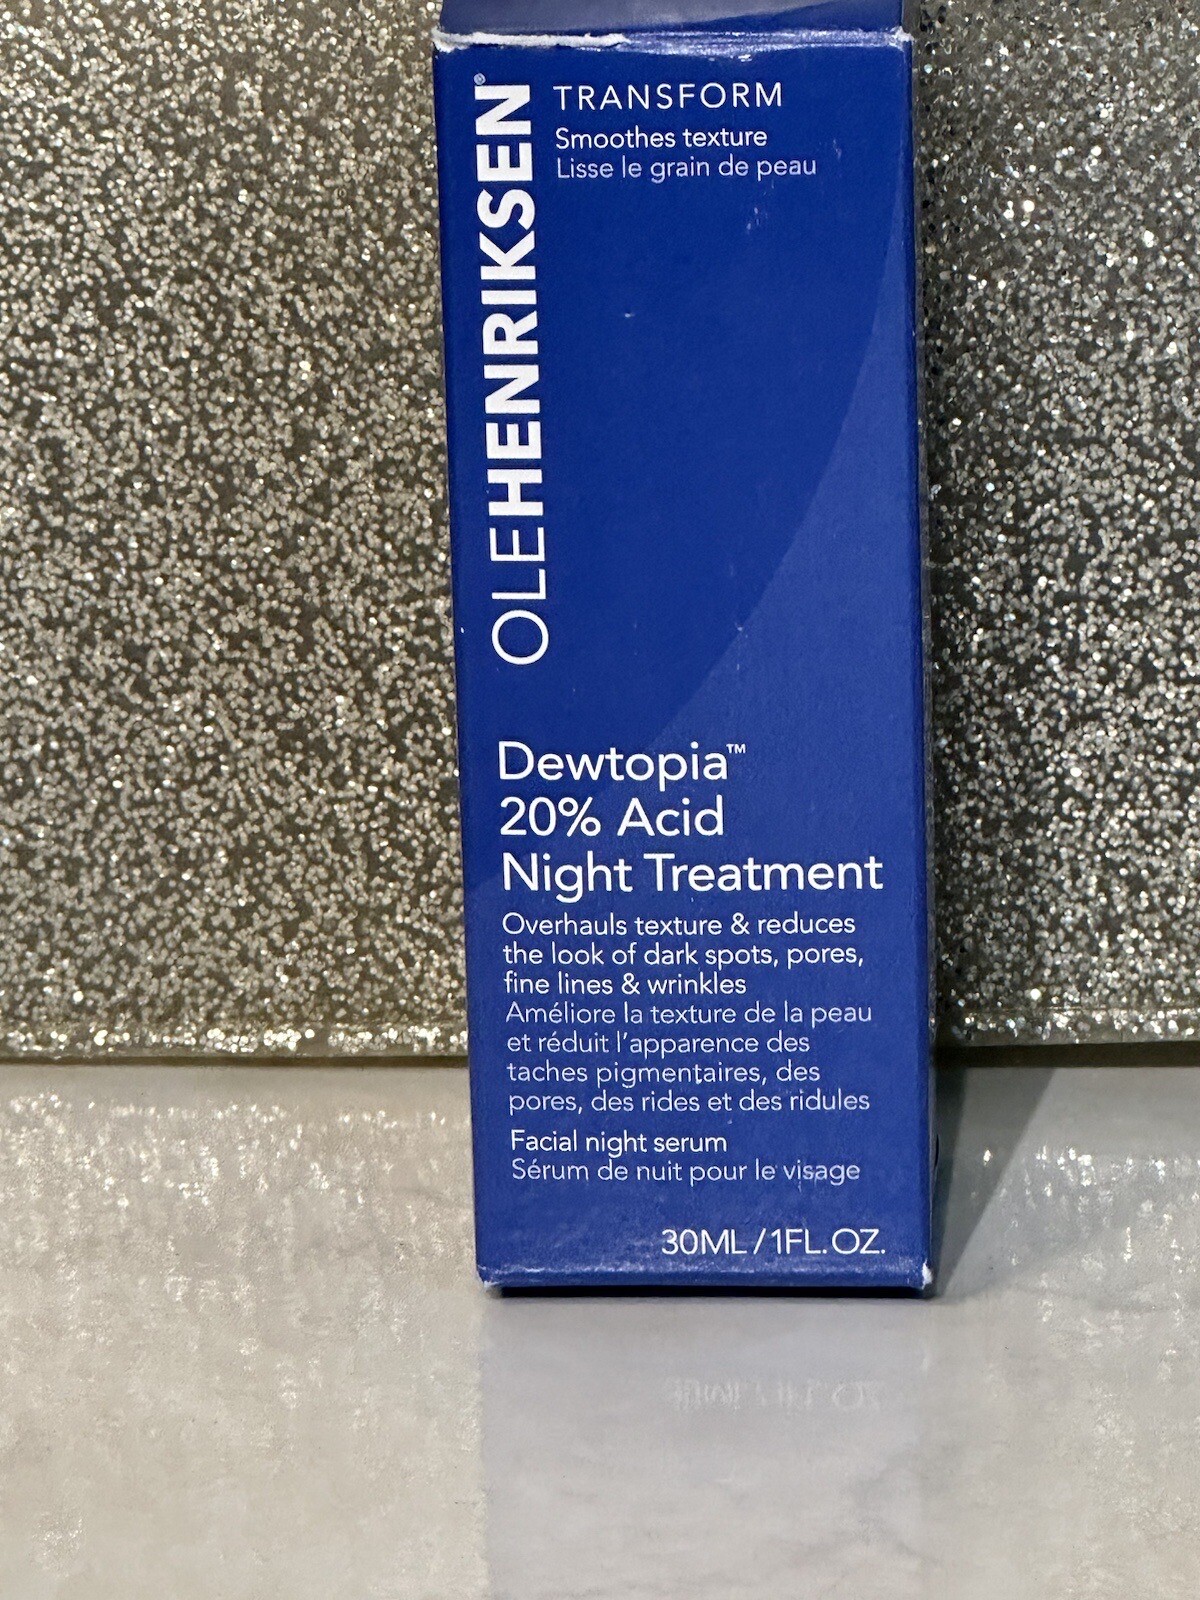 OLEHENRIKSEN®
TRANSFORM
Smoothes texture
Lisse le grain de peau
Dewtopia™
20% Acid
Night Treatment
Overhauls texture & reduces
the look of dark spots, pores,
fine lines & wrinkles
Améliore la texture de la peau
et réduit l'apparence des
taches pigmentaires, des
pores, des rides et des ridules
Facial night serum
Sérum de nuit pour le visage
30ML / 1FL. OZ.